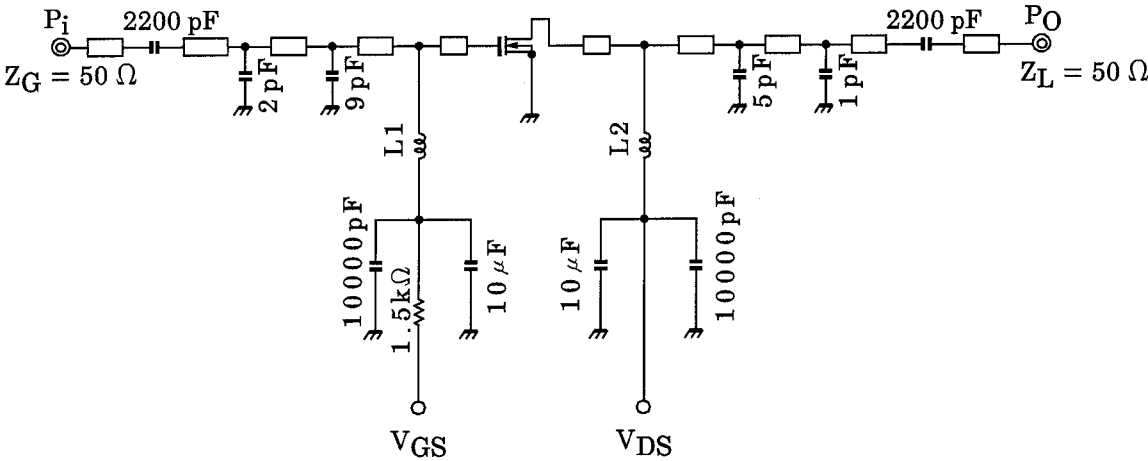 Pi
2200 pF
2200 pF
PO
ZG = 50 Ω
ZL = 50 Ω
2 pF
9 pF
5 pF
1 pF
L1
L2
10000pF
1.5kΩ
10 μF
10 μF
10000pF
VGS
VDS